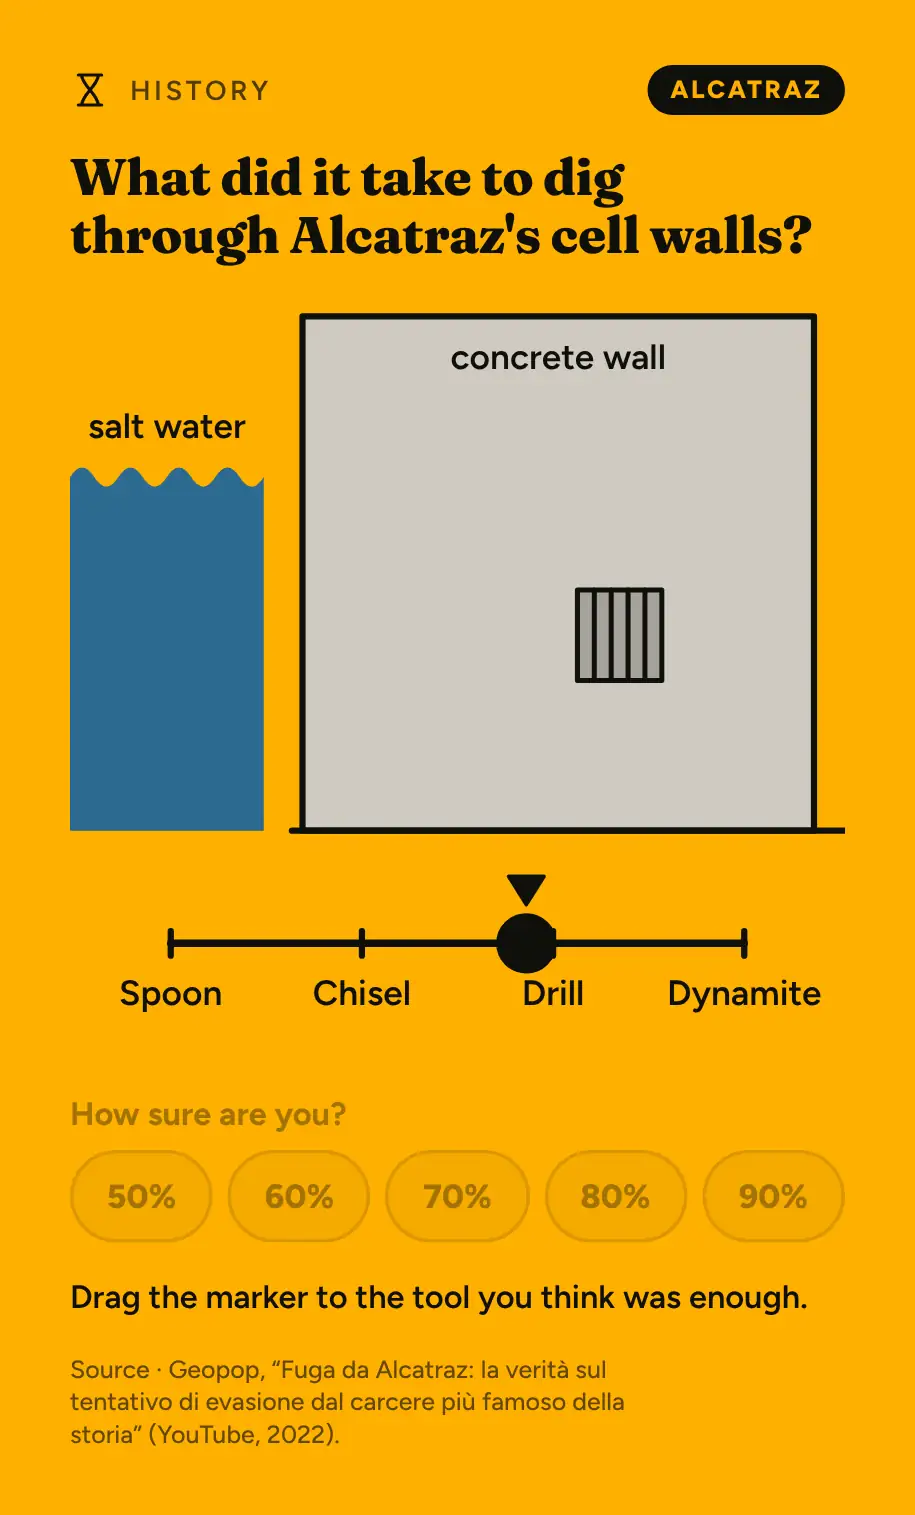 HISTORY
ALCATRAZ
What did it take to dig
through Alcatraz's cell walls?
concrete wall
salt water
Spoon
Chisel
Drill
Dynamite
How sure are you?
50%
60%
70%
80%
90%
Drag the marker to the tool you think was enough.
Source · Geopop, “Fuga da Alcatraz: la verità sul
tentativo di evasione dal carcere più famoso della
storia” (YouTube, 2022).